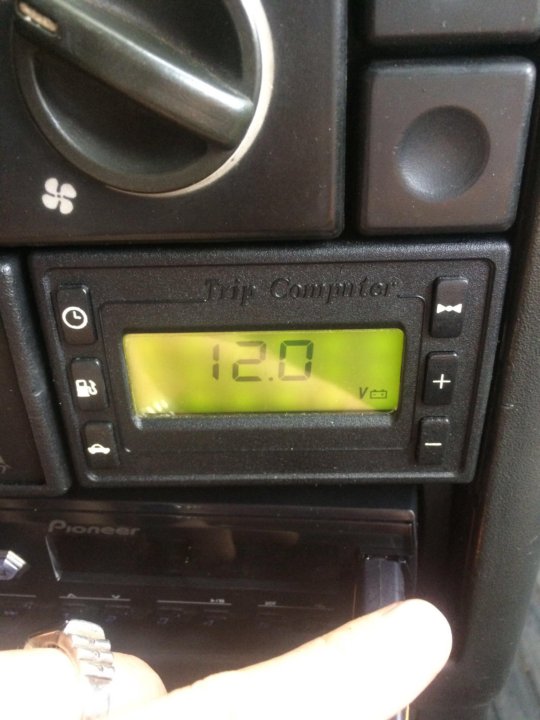 Trip Computer
12.0
V
+
−
Pioneer